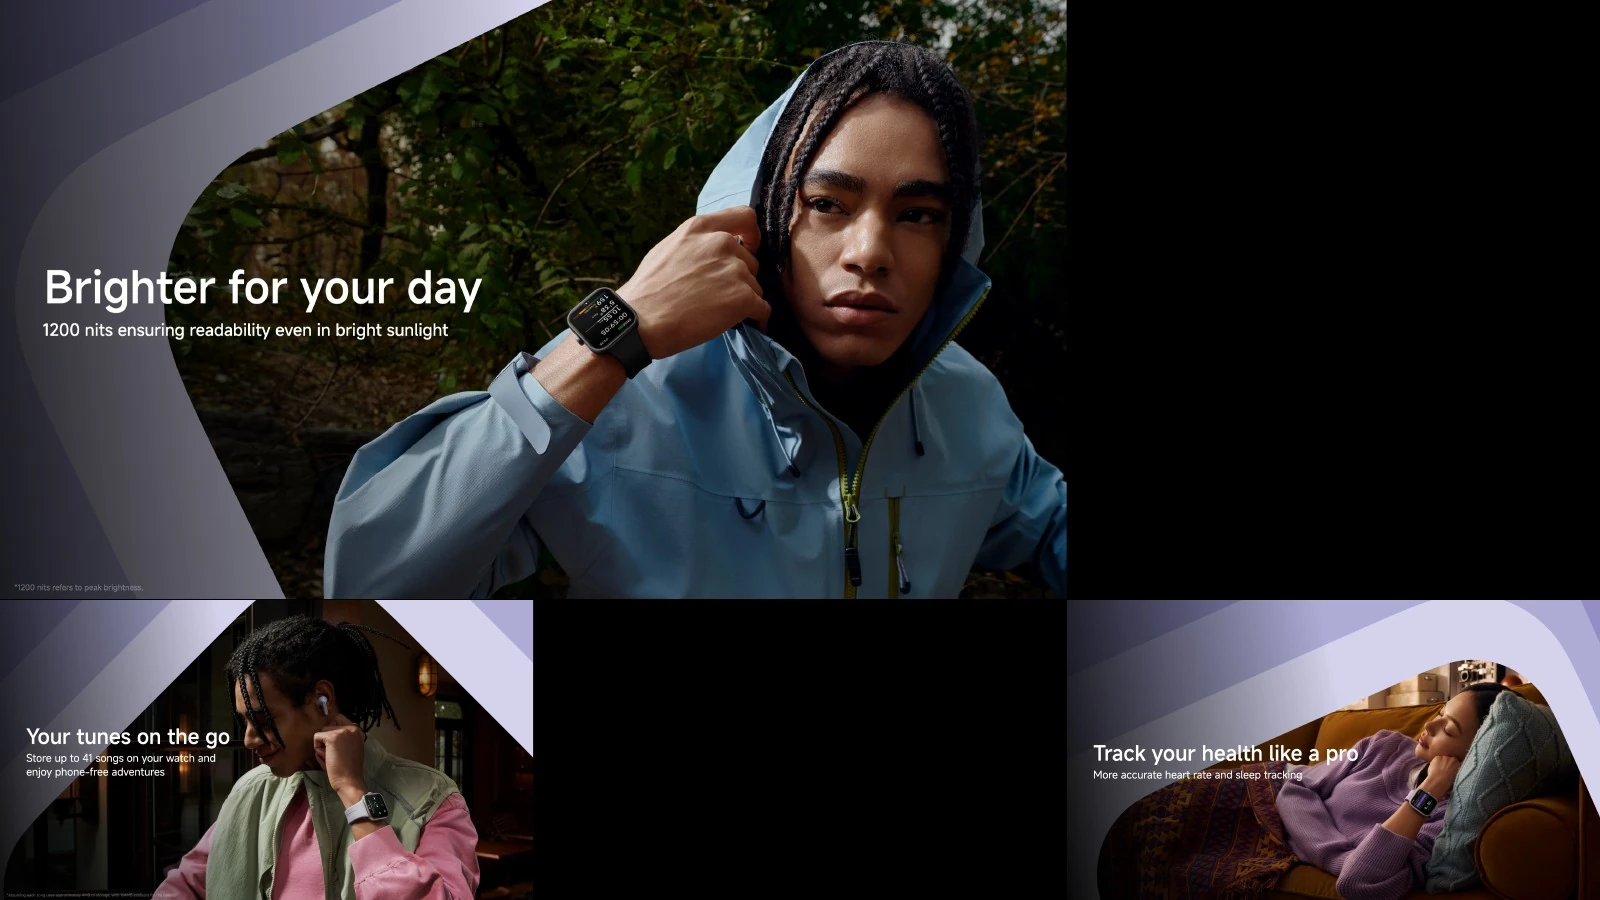 Brighter for your day
1200 nits ensuring readability even in bright sunlight
*1200 nits refers to peak brightness.
Your tunes on the go
Store up to 41 songs on your watch and
enjoy phone-free adventures
Track your health like a pro
More accurate heart rate and sleep tracking